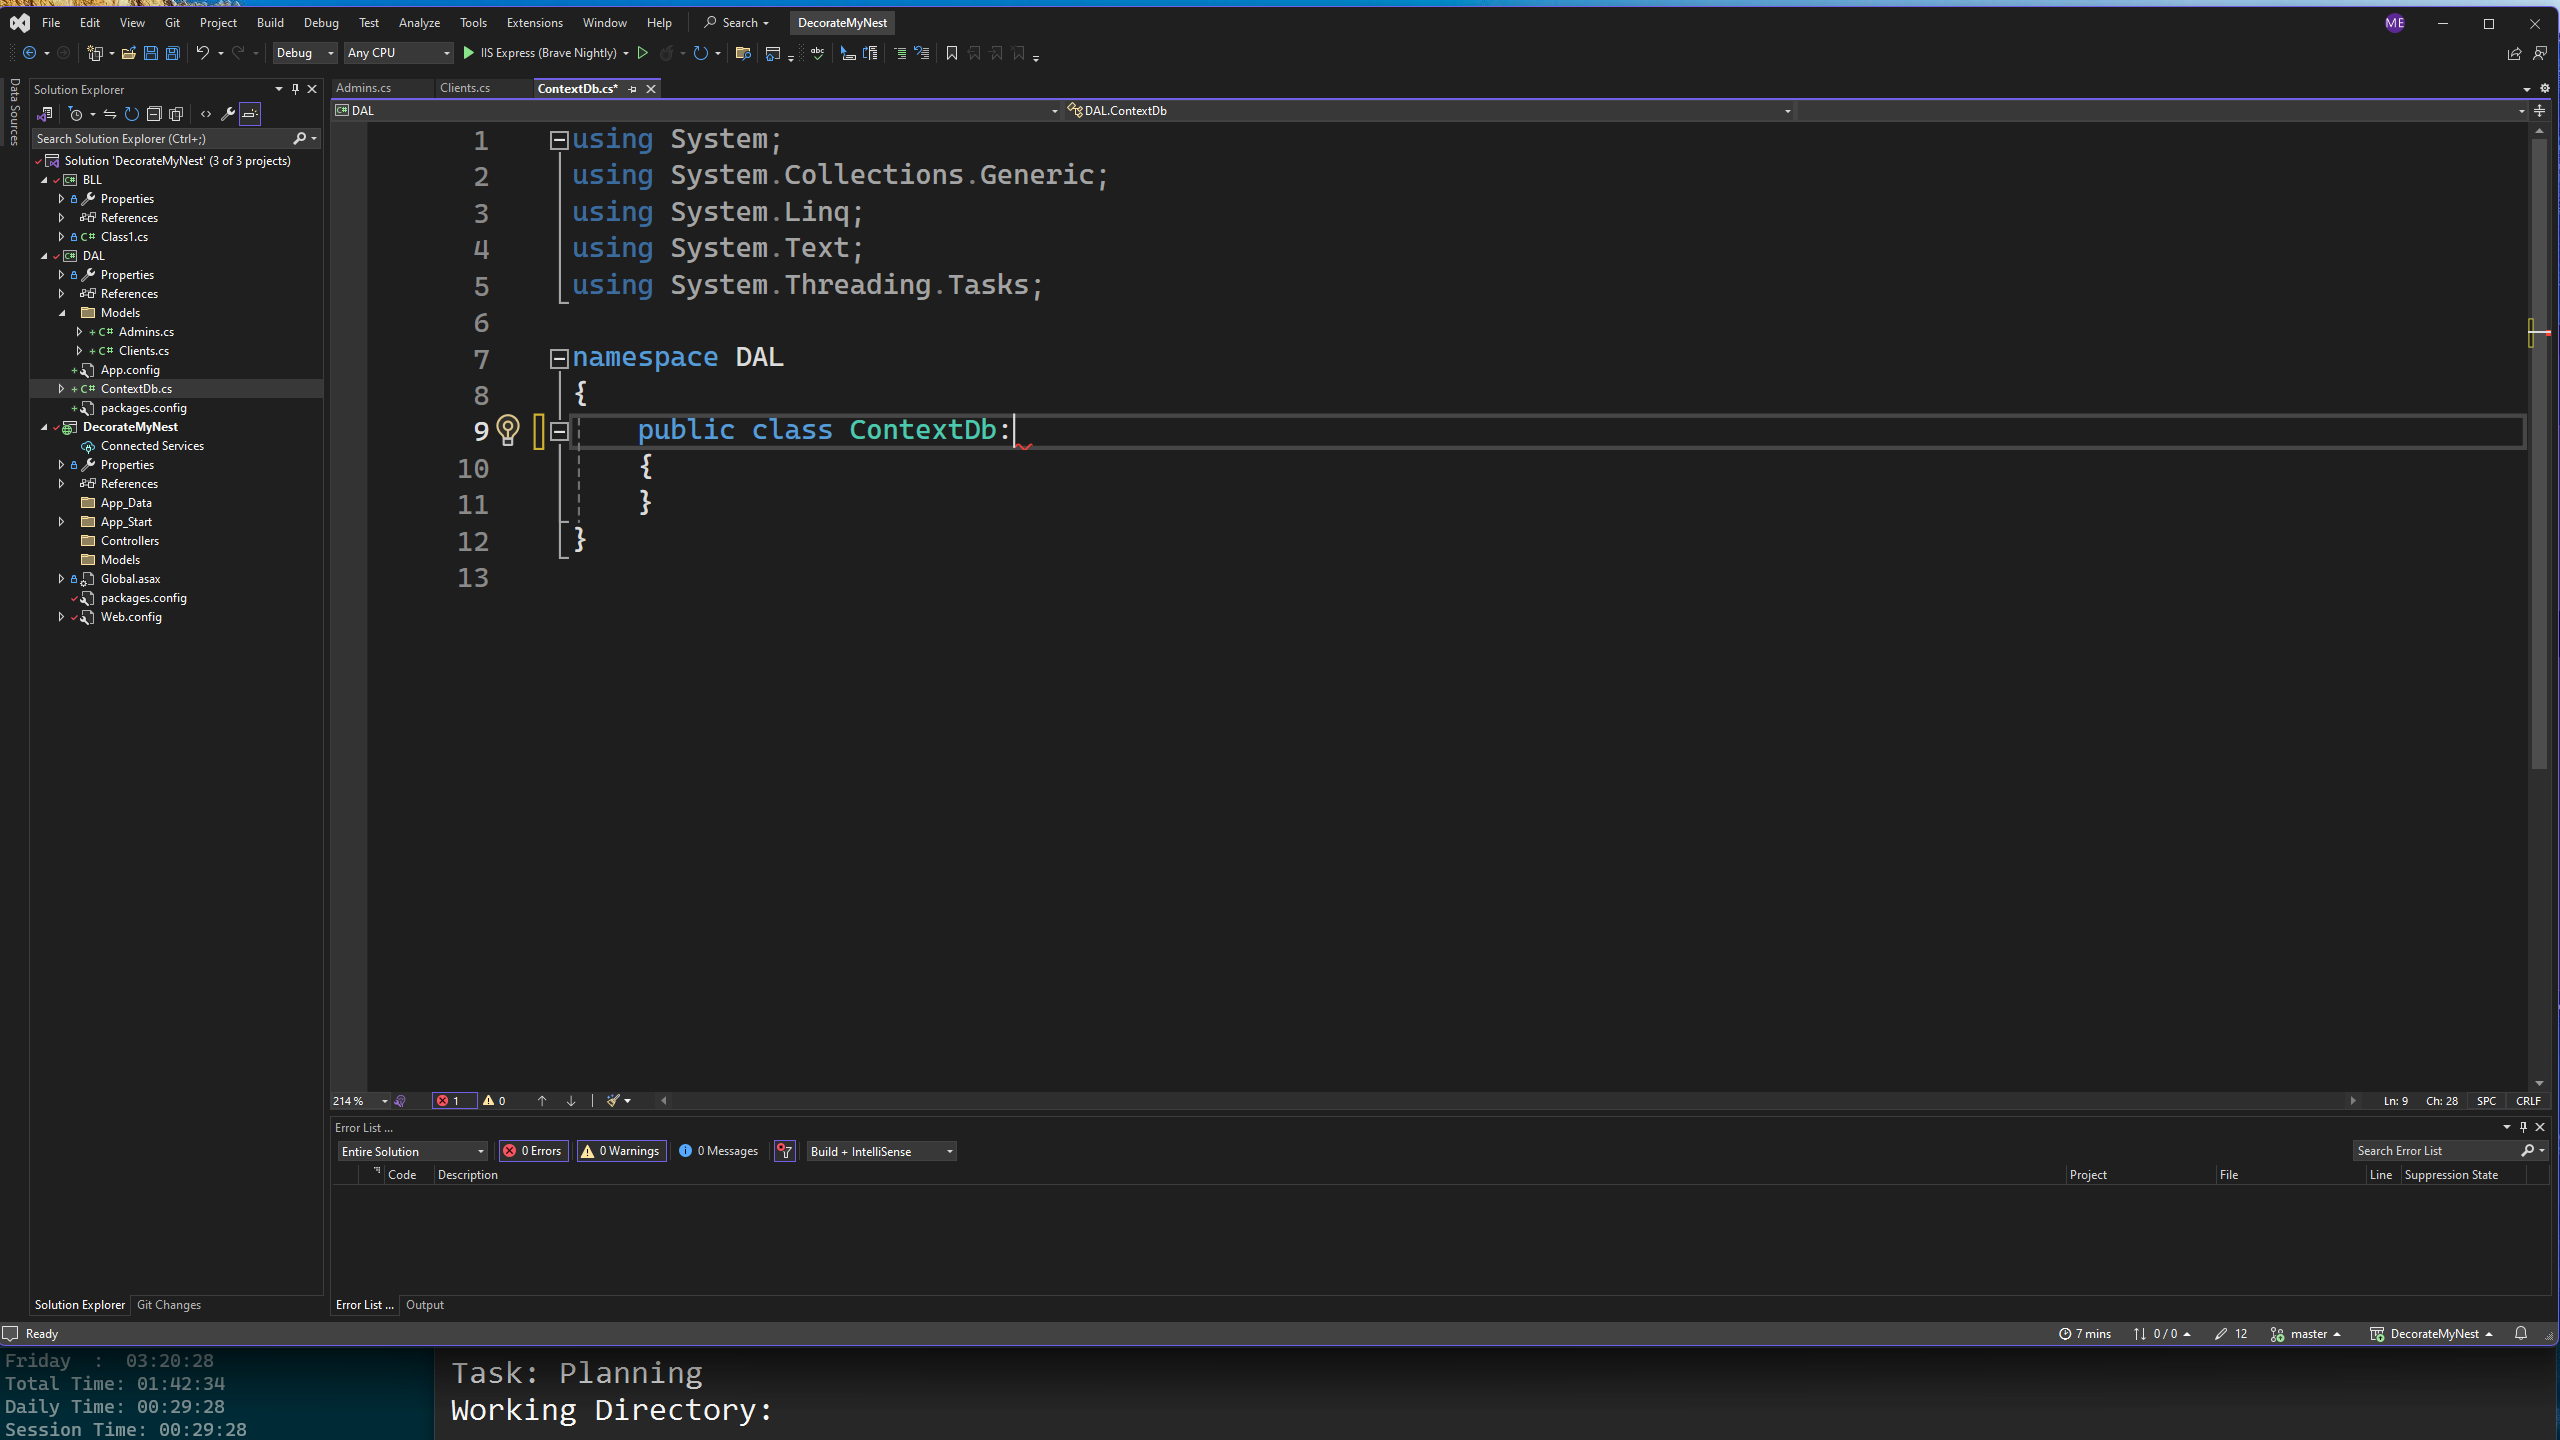 File Edit View Git Project Build Debug Test Analyze Tools Extensions Window Help Search DecorateMyNest ME
Debug Any CPU IIS Express (Brave Nightly)
Data Sources
Solution Explorer
Search Solution Explorer (Ctrl+;)
Solution 'DecorateMyNest' (3 of 3 projects)
BLL
Properties
References
C# Class1.cs
DAL
Properties
References
Models
C# Admins.cs
C# Clients.cs
App.config
C# ContextDb.cs
packages.config
DecorateMyNest
Connected Services
Properties
References
App_Data
App_Start
Controllers
Models
Global.asax
packages.config
Web.config
Solution Explorer Git Changes
Admins.cs Clients.cs ContextDb.cs*
DAL DAL.ContextDb
1 using System;
2 using System.Collections.Generic;
3 using System.Linq;
4 using System.Text;
5 using System.Threading.Tasks;
6
7 namespace DAL
8 {
9 public class ContextDb:
10 {
11 }
12 }
13
214 % 1 0 Ln: 9 Ch: 28 SPC CRLF
Error List ...
Entire Solution 0 Errors 0 Warnings 0 Messages Build + IntelliSense Search Error List
Code Description Project File Line Suppression State
Error List ... Output
Ready 7 mins 0 / 0 12 master DecorateMyNest
Friday : 03:20:28
Total Time: 01:42:34
Daily Time: 00:29:28
Session Time: 00:29:28
Task: Planning
Working Directory: